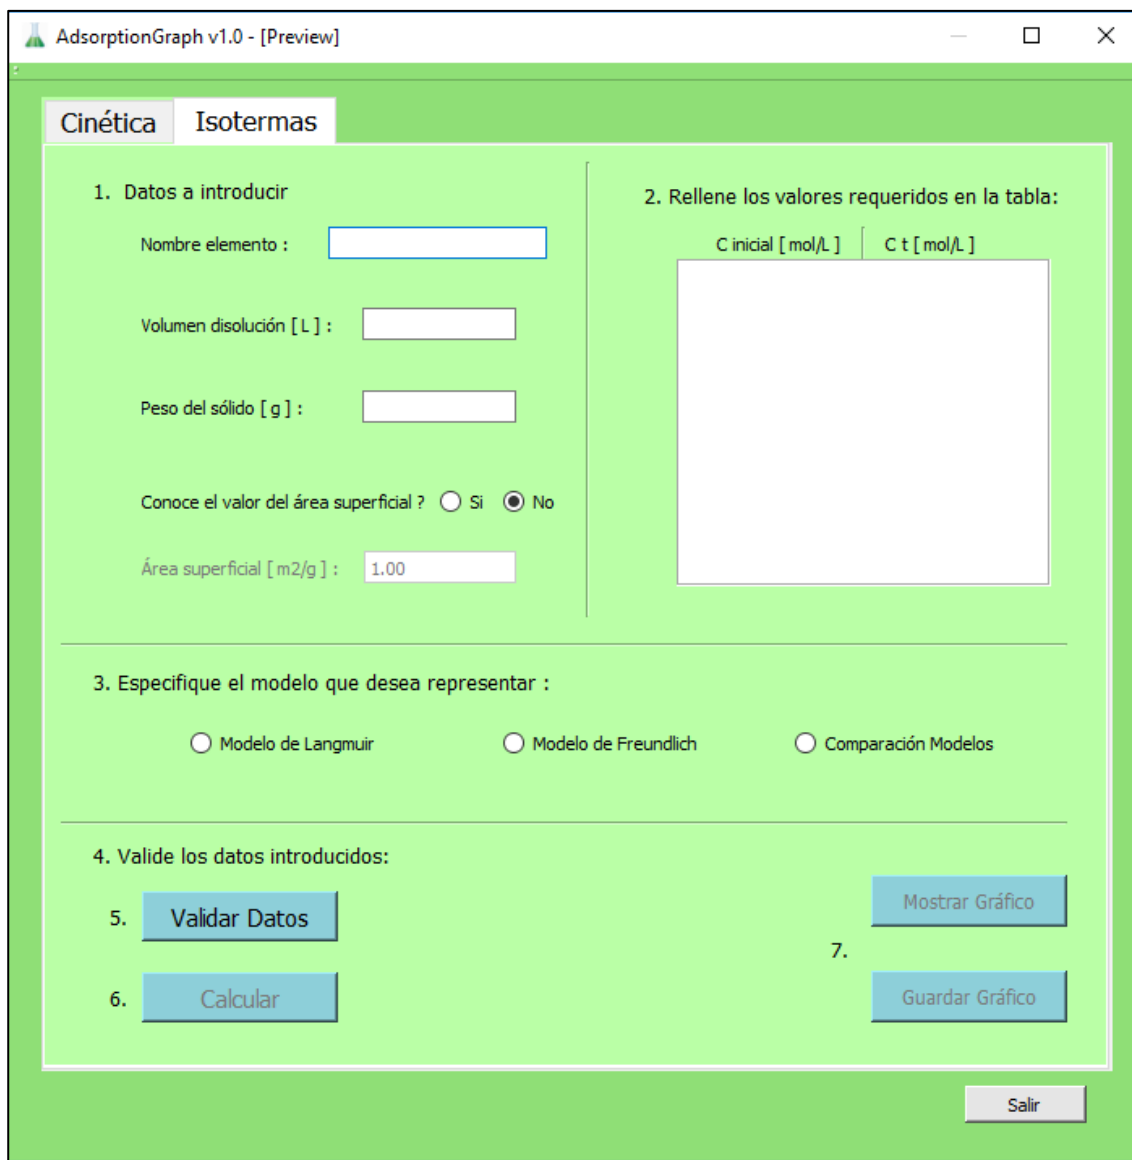 AdsorptionGraph v1.0 - [Preview]
Cinética
Isotermas
1. Datos a introducir
Nombre elemento :
Volumen disolución [ L ] :
Peso del sólido [ g ] :
Conoce el valor del área superficial ? Si No
Área superficial [ m2/g ] : 1.00
2. Rellene los valores requeridos en la tabla:
C inicial [ mol/L ] C t [ mol/L ]
3. Especifique el modelo que desea representar :
Modelo de Langmuir Modelo de Freundlich Comparación Modelos
4. Valide los datos introducidos:
5. Validar Datos
6. Calcular
Mostrar Gráfico
7.
Guardar Gráfico
Salir